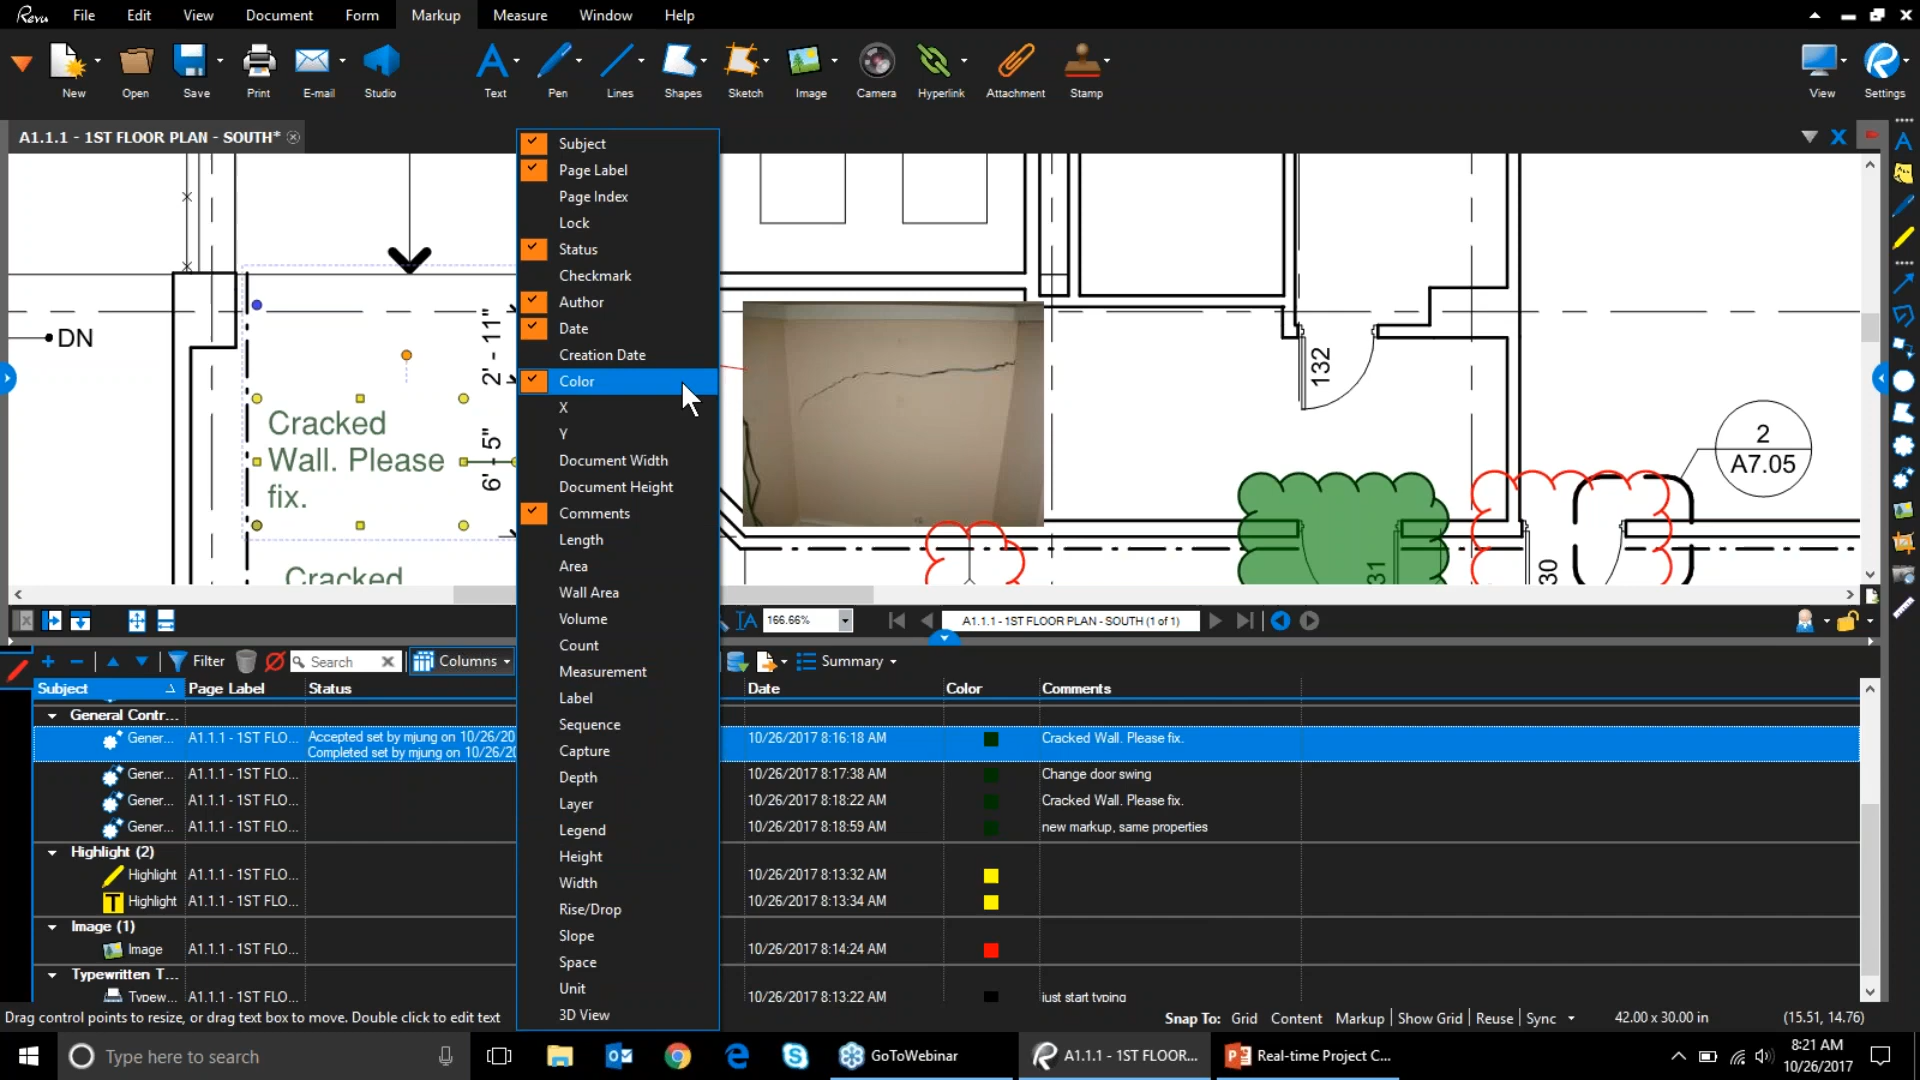 Revu File Edit View Document Form Markup Measure Window Help
New Open Save Print E-mail Studio Text Pen Lines Shapes Sketch Image Camera Hyperlink Attachment Stamp View Settings
A1.1.1 - 1ST FLOOR PLAN - SOUTH*
DN
2' - 11"
6' - 5"
Cracked
Wall. Please
fix.
Cracked
132
2
A7.05
31
30
Subject
Page Label
Page Index
Lock
Status
Checkmark
Author
Date
Creation Date
Color
X
Y
Document Width
Document Height
Comments
Length
Area
Wall Area
Volume
Count
Measurement
Label
Sequence
Capture
Depth
Layer
Legend
Height
Width
Rise/Drop
Slope
Space
Unit
3D View
166.66% A1.1.1 - 1ST FLOOR PLAN - SOUTH (1 of 1)
Filter Search Columns Summary
Subject Page Label Status Date Color Comments
General Contr...
Gener... A1.1.1 - 1ST FLO... Accepted set by mjung on 10/26/20 10/26/2017 8:16:18 AM Cracked Wall. Please fix.
Completed set by mjung on 10/26/20
Gener... A1.1.1 - 1ST FLO... 10/26/2017 8:17:38 AM Change door swing
Gener... A1.1.1 - 1ST FLO... 10/26/2017 8:18:22 AM Cracked Wall. Please fix.
Gener... A1.1.1 - 1ST FLO... 10/26/2017 8:18:59 AM new markup, same properties
Highlight (2)
Highlight A1.1.1 - 1ST FLO... 10/26/2017 8:13:32 AM
T Highlight A1.1.1 - 1ST FLO... 10/26/2017 8:13:34 AM
Image (1)
Image A1.1.1 - 1ST FLO... 10/26/2017 8:14:24 AM
Typewritten T...
Typew... A1.1.1 - 1ST FLO... 10/26/2017 8:13:22 AM just start typing
Drag control points to resize, or drag text box to move. Double click to edit text Snap To: Grid Content Markup Show Grid Reuse Sync 42.00 x 30.00 in (15.51, 14.76)
Type here to search GoToWebinar A1.1.1 - 1ST FLOOR... Real-time Project C... 8:21 AM
10/26/2017